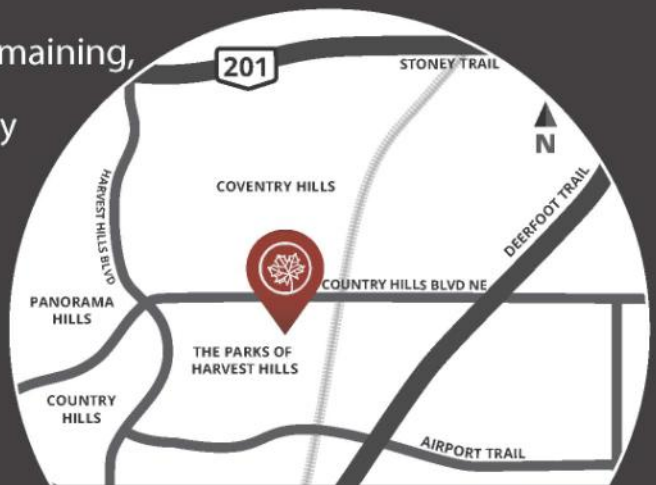 maining,
y
201
STONEY TRAIL
N
COVENTRY HILLS
HARVEST HILLS BLVD
DEERFOOT TRAIL
COUNTRY HILLS BLVD NE
PANORAMA
HILLS
THE PARKS OF
HARVEST HILLS
COUNTRY
HILLS
AIRPORT TRAIL